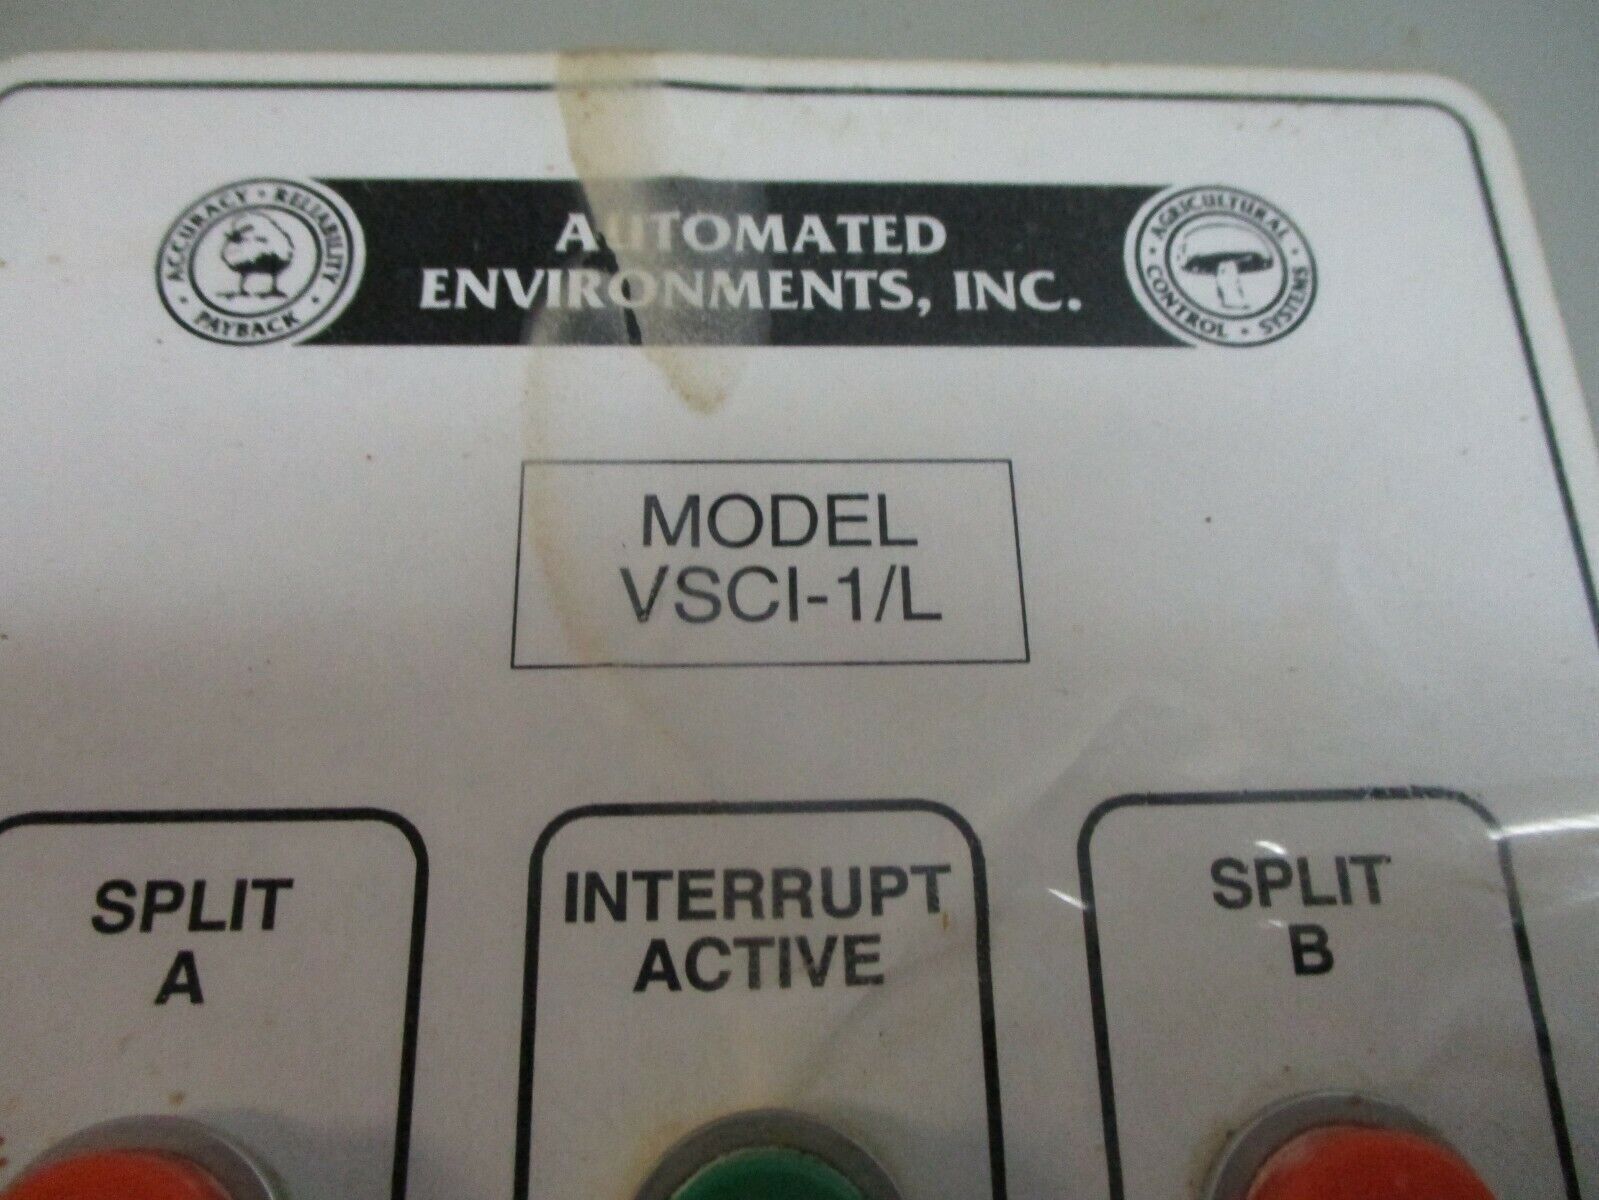 ACCURACY • RELIABILITY • PAYBACK •
AUTOMATED
ENVIRONMENTS, INC.
• AGRICULTURAL • CONTROL • SYSTEMS
MODEL
VSCI-1/L
SPLIT
A
INTERRUPT
ACTIVE
SPLIT
B